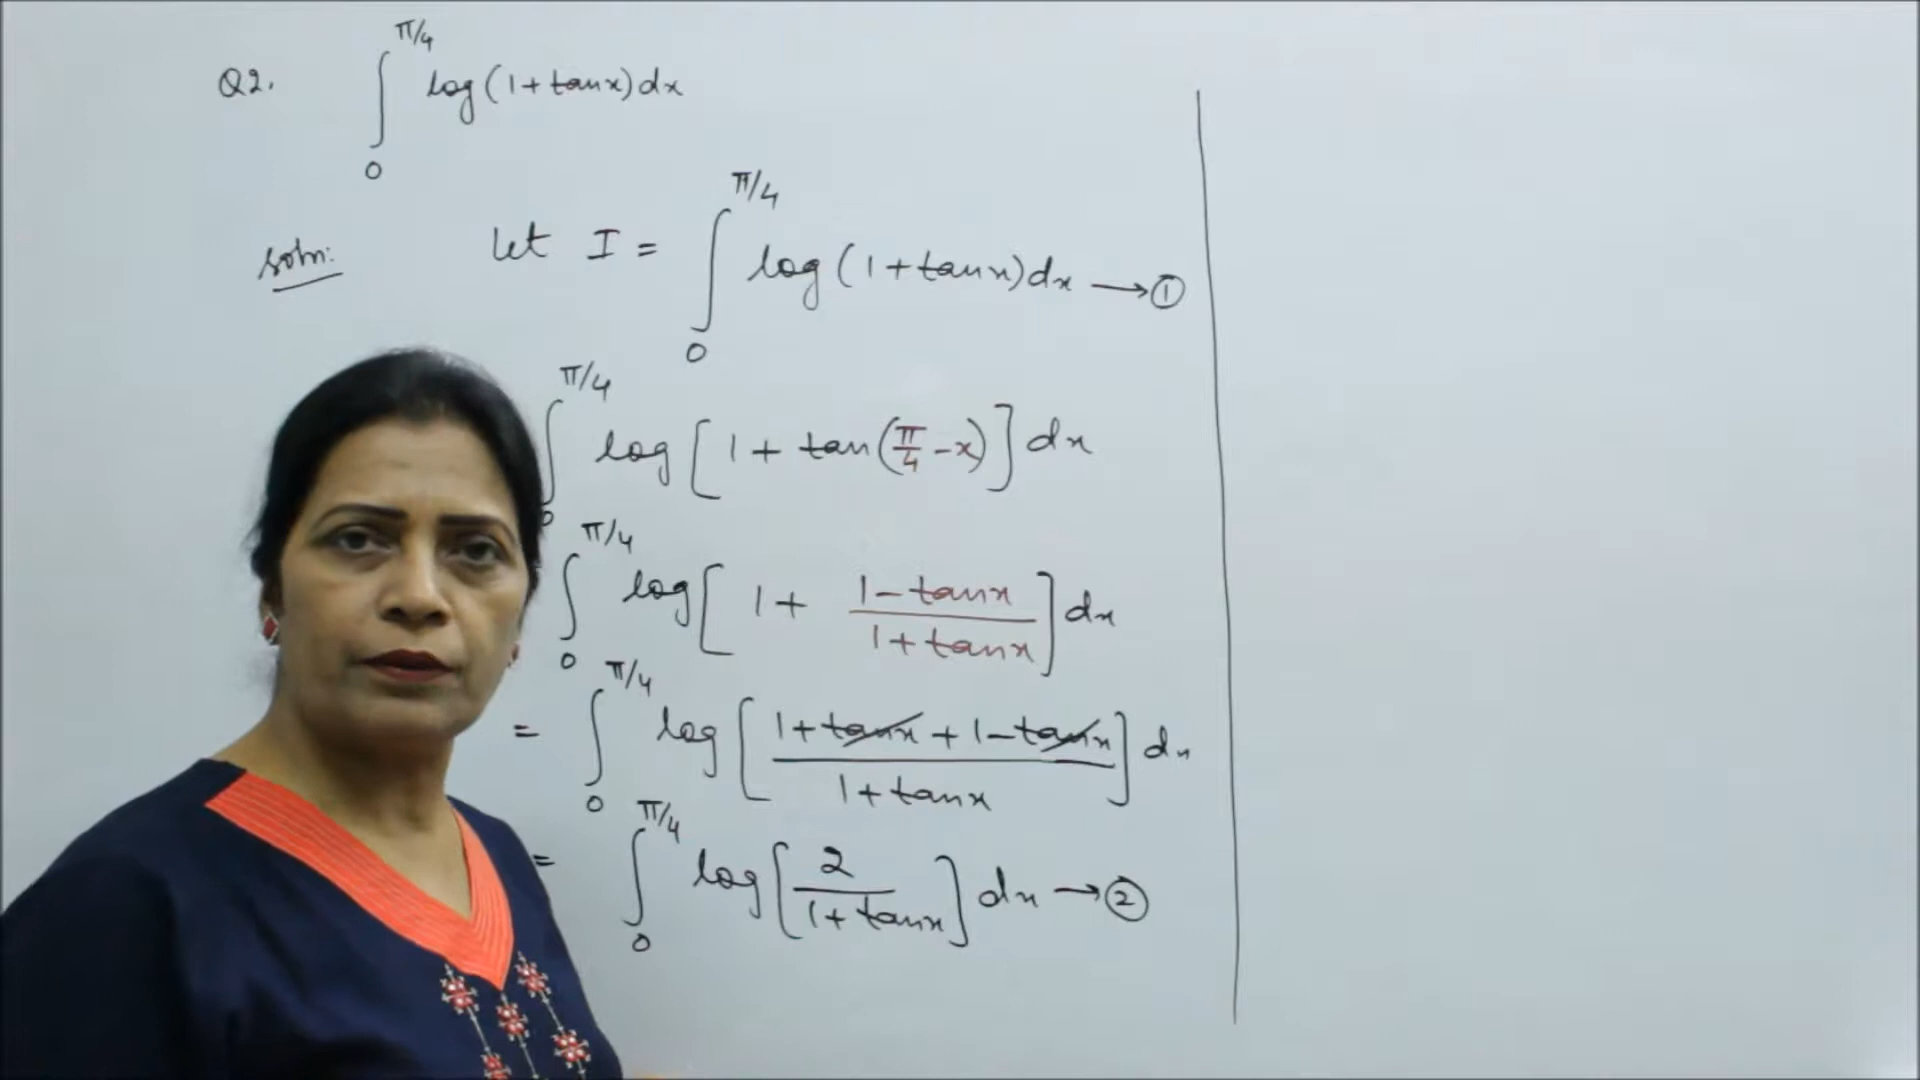 Q2. ∫₀^π/4 log(1+tanx)dx
soln: let I = ∫₀^π/4 log(1+tanx)dx → ①
∫₀^π/4 log[1+tan(π/4-x)]dx
∫₀^π/4 log[1+ (1-tanx)/(1+tanx)]dx
= ∫₀^π/4 log[(1+tanx+1-tanx)/(1+tanx)]dx
= ∫₀^π/4 log[2/(1+tanx)]dx → ②